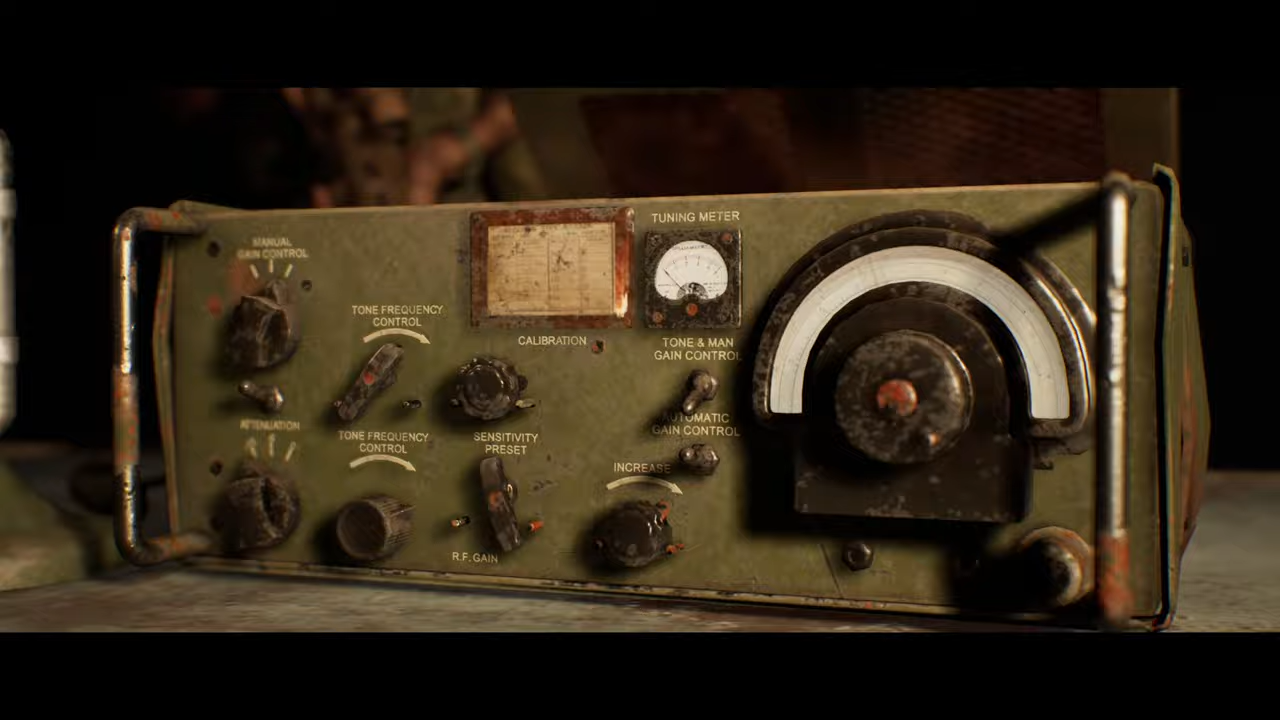 MANUAL
GAIN CONTROL
TONE FREQUENCY
CONTROL
CALIBRATION
TUNING METER
TONE & MAN
GAIN CONTROL
AUTOMATIC
GAIN CONTROL
ATTENUATION
TONE FREQUENCY
CONTROL
SENSITIVITY
PRESET
R.F. GAIN
INCREASE